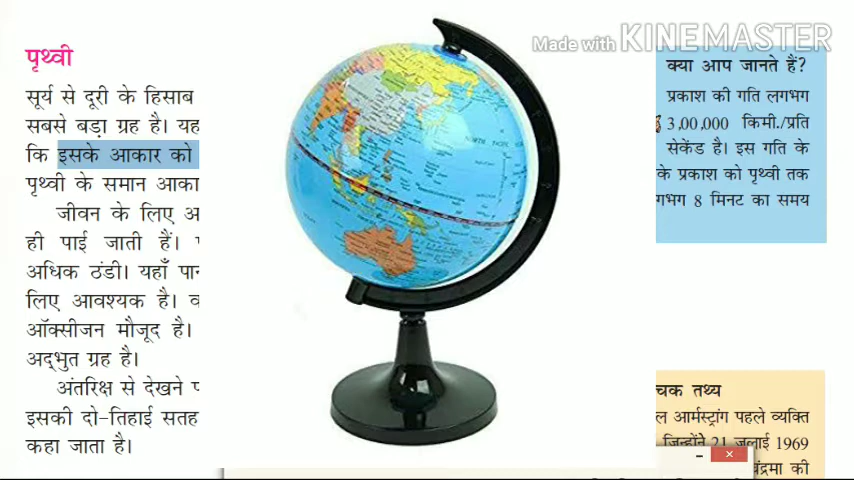 Made with KINEMASTER
पृथ्वी
सूर्य से दूरी के हिसाब
सबसे बड़ा ग्रह है। यह
कि इसके आकार को
पृथ्वी के समान आका
जीवन के लिए अ
ही पाई जाती हैं।
अधिक ठंडी। यहाँ पान
लिए आवश्यक है। व
ऑक्सीजन मौजूद है।
अद्भुत ग्रह है।
अंतरिक्ष से देखने प
इसकी दो-तिहाई सतह
कहा जाता है।
क्या आप जानते हैं?
प्रकाश की गति लगभग
3,00,000 किमी./प्रति
सेकेंड है। इस गति के
के प्रकाश को पृथ्वी तक
गभग 8 मिनट का समय
चक तथ्य
ल आर्मस्ट्रांग पहले व्यक्ति
जिन्होंने 21 जुलाई 1969
चंद्रमा की